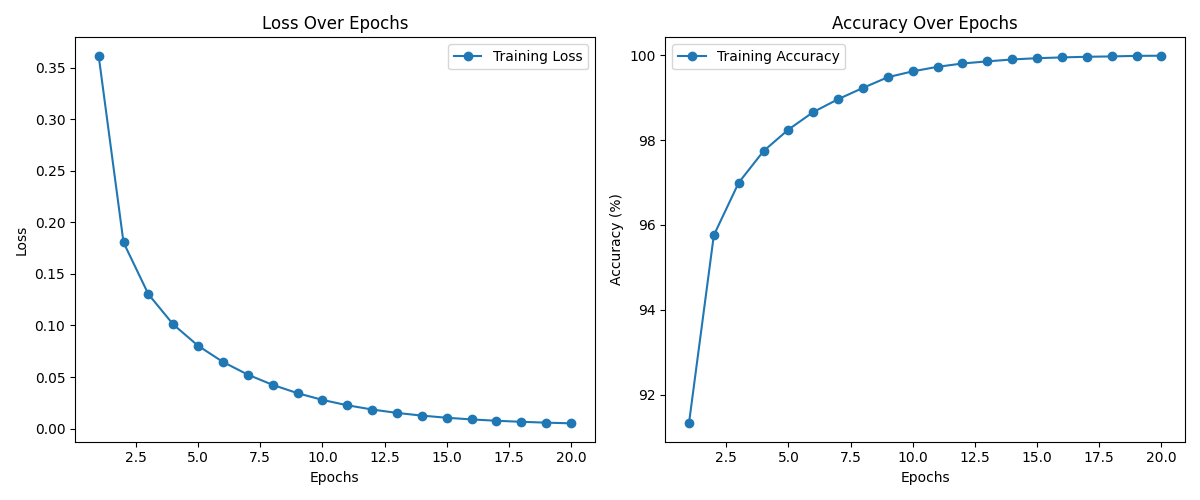 Loss Over Epochs
Training Loss
0.35
0.30
0.25
0.20
0.15
0.10
0.05
0.00
Loss
2.5 5.0 7.5 10.0 12.5 15.0 17.5 20.0
Epochs
Accuracy Over Epochs
Training Accuracy
100
98
96
94
92
Accuracy (%)
2.5 5.0 7.5 10.0 12.5 15.0 17.5 20.0
Epochs